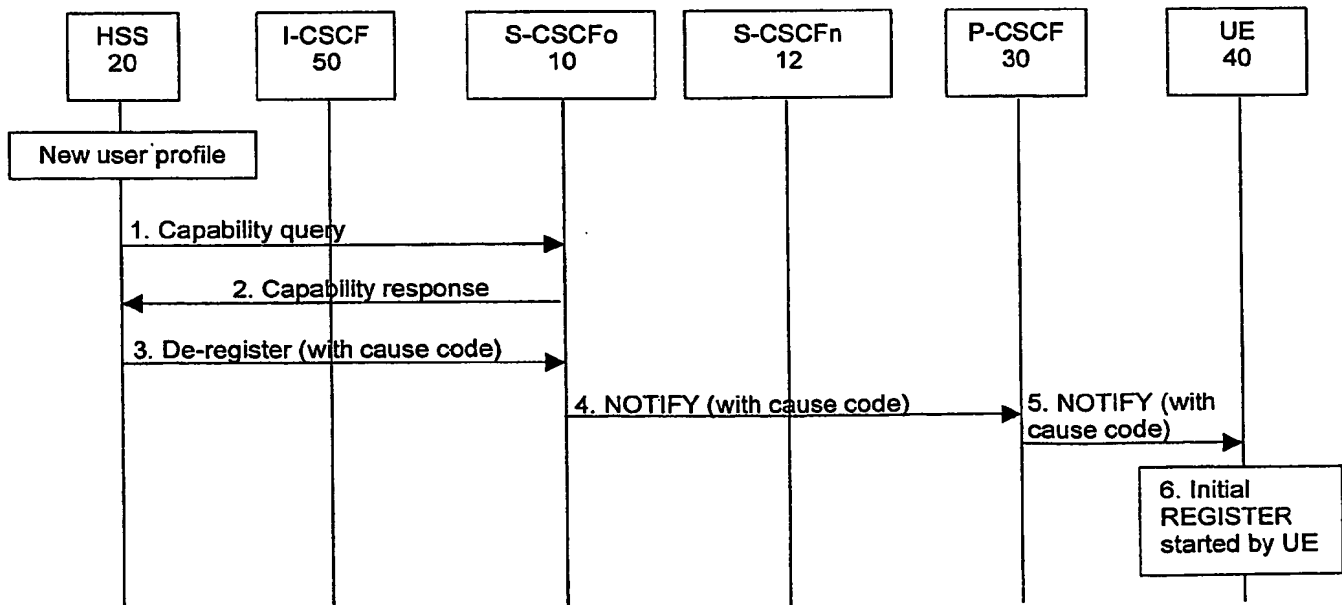 HSS
20
I-CSCF
50
S-CSCFo
10
S-CSCFn
12
P-CSCF
30
UE
40
New user profile
1. Capability query
2. Capability response
3. De-register (with cause code)
4. NOTIFY (with cause code)
5. NOTIFY (with
cause code)
6. Initial
REGISTER
started by UE